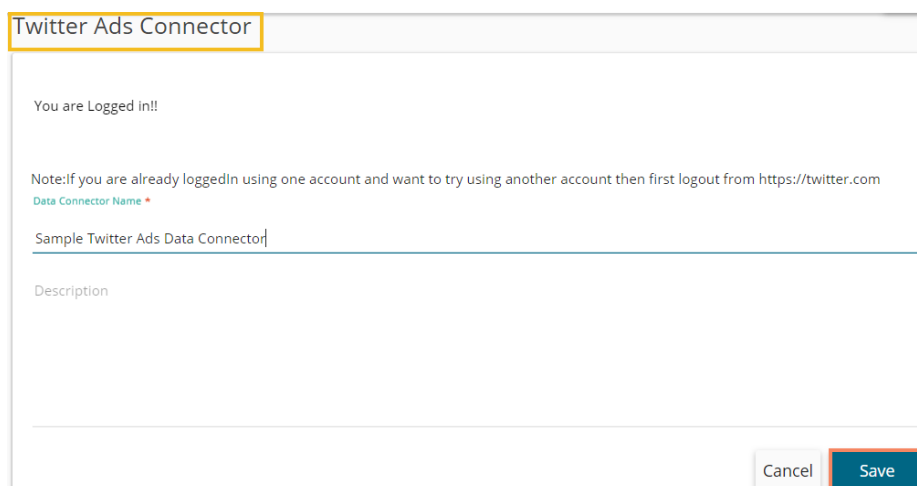 Twitter Ads Connector
You are Logged in!!
Note:If you are already loggedIn using one account and want to try using another account then first logout from https://twitter.com
Data Connector Name *
Sample Twitter Ads Data Connector
Description
Cancel Save